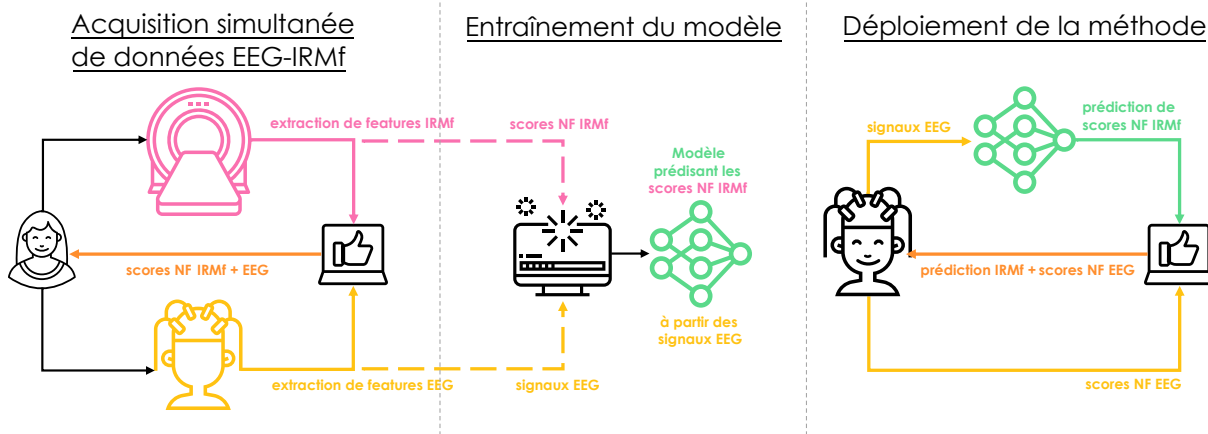 Acquisition simultanée
de données EEG-IRMf
extraction de features IRMf
scores NF IRMf + EEG
extraction de features EEG
Entraînement du modèle
scores NF IRMf
Modèle
prédisant les
scores NF IRMf
à partir des
signaux EEG
signaux EEG
Déploiement de la méthode
signaux EEG
prédiction de
scores NF IRMf
prédiction IRMf + scores NF EEG
scores NF EEG